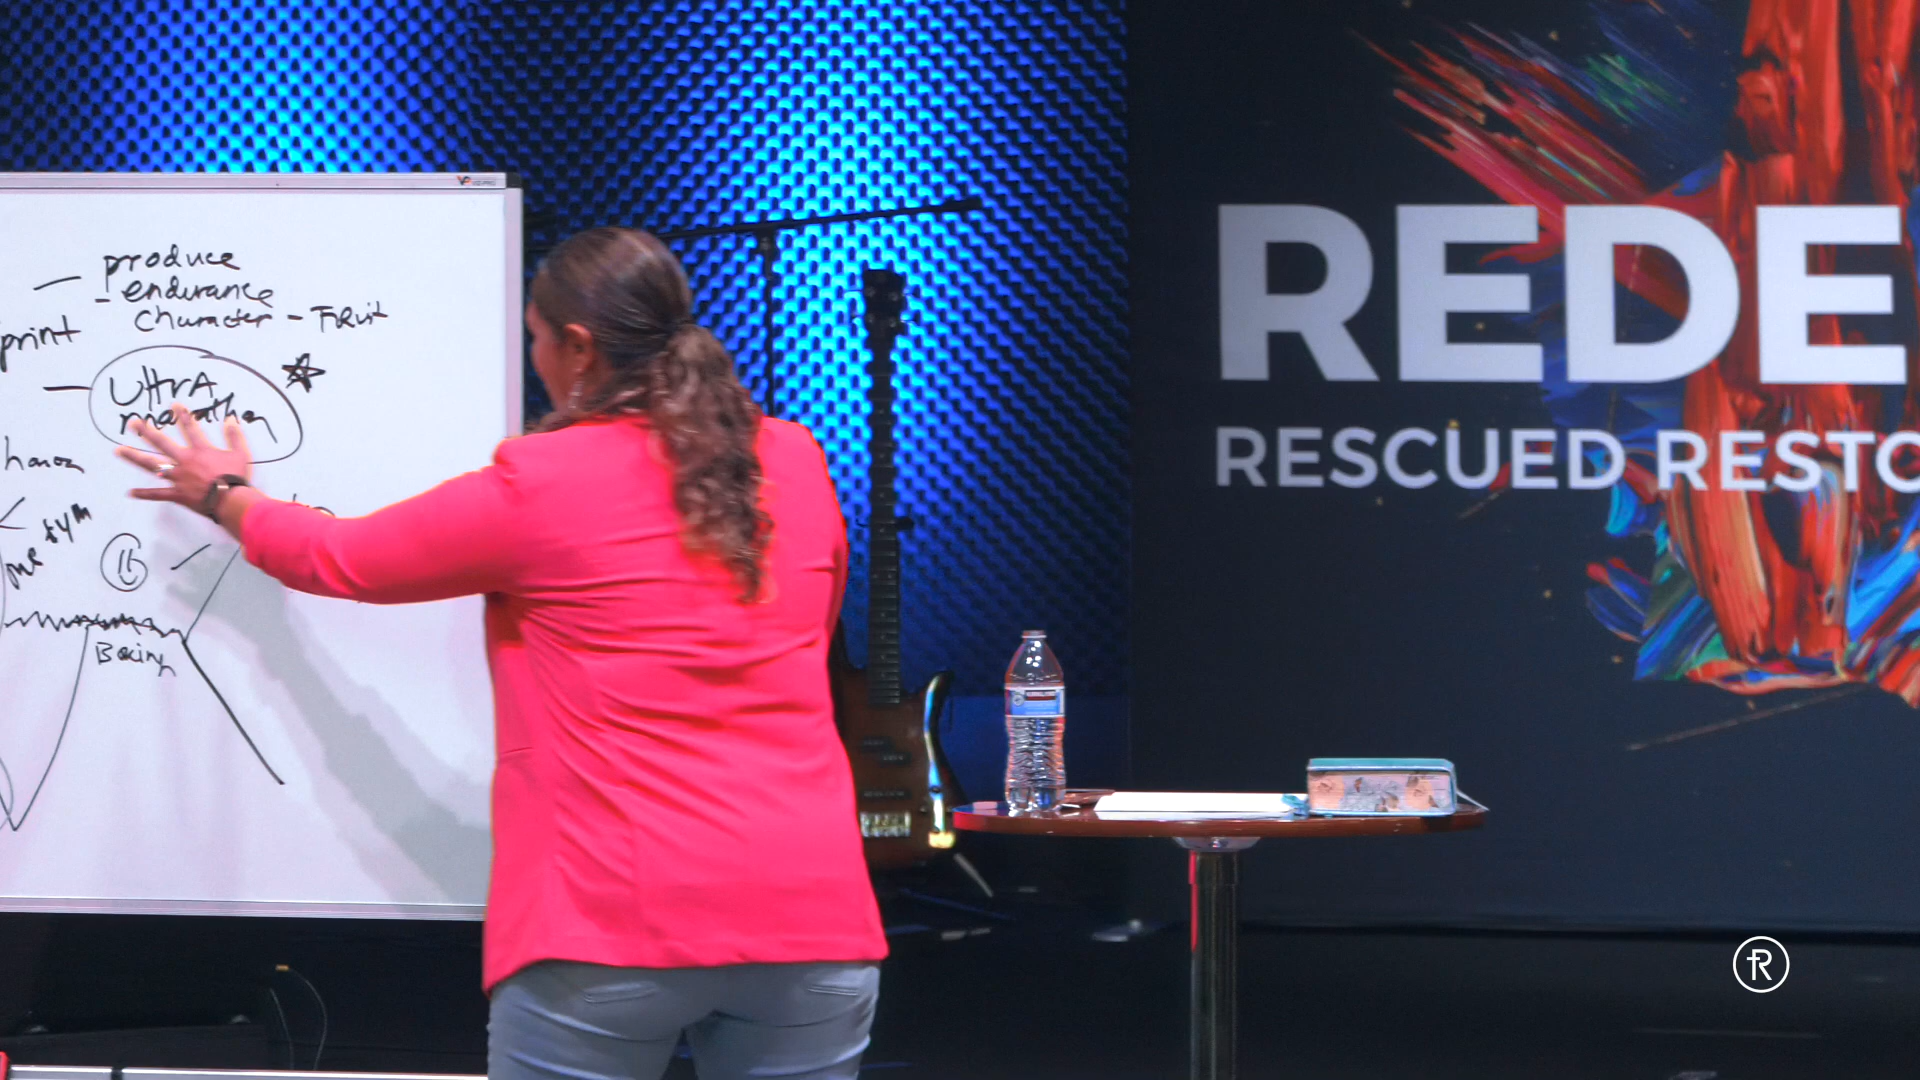 produce
- endurance
character - FRuit
print
UltrA
marathon
Boxing
REDE
RESCUED RESTO